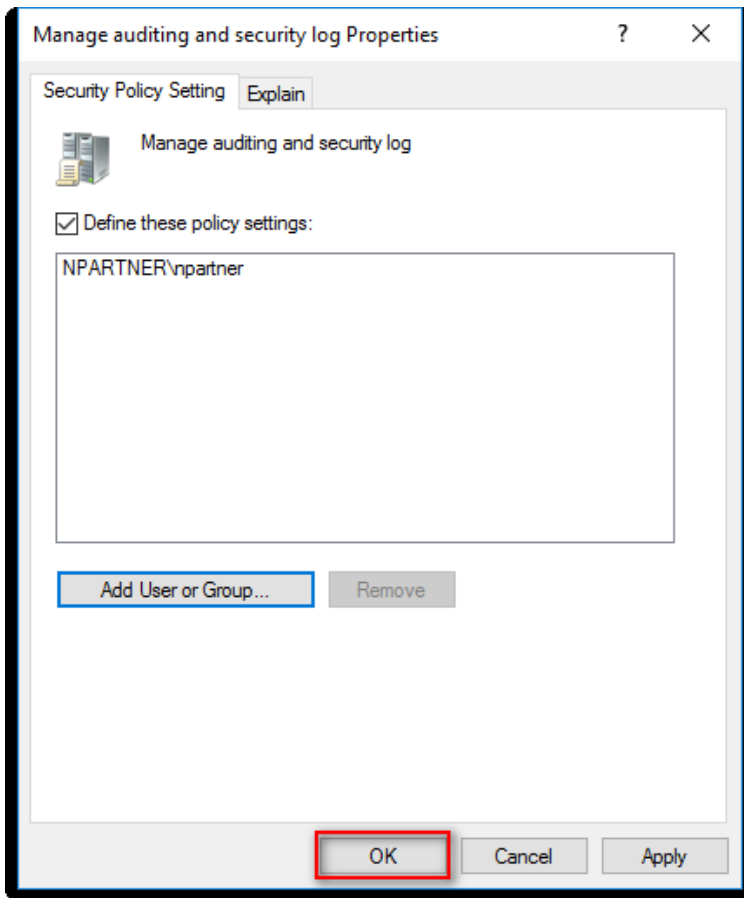 Manage auditing and security log Properties
?
Security Policy Setting
Explain
Manage auditing and security log
Define these policy settings:
NPARTNER\npartner
Add User or Group...
Remove
OK
Cancel
Apply